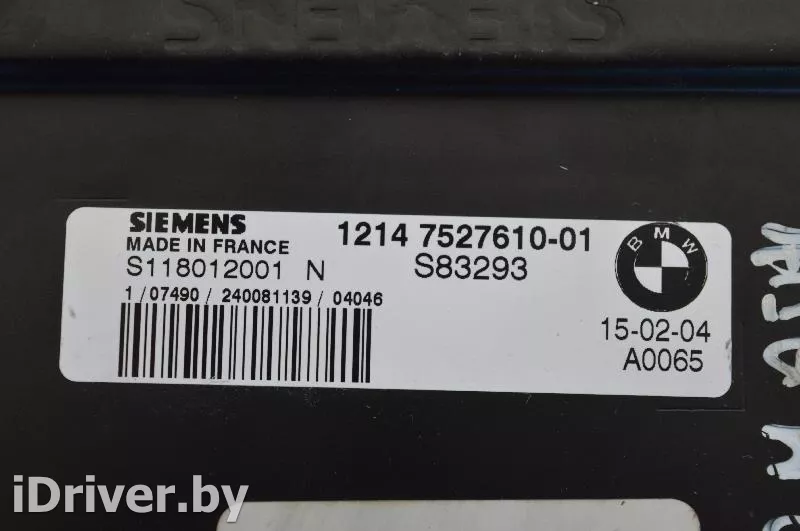 SIEMENS
SIEMENS
MADE IN FRANCE
1214 7527610-01
S118012001 N
S83293
1/07490/240081139/04046
BMW
15-02-04
A0065
iDriver.by